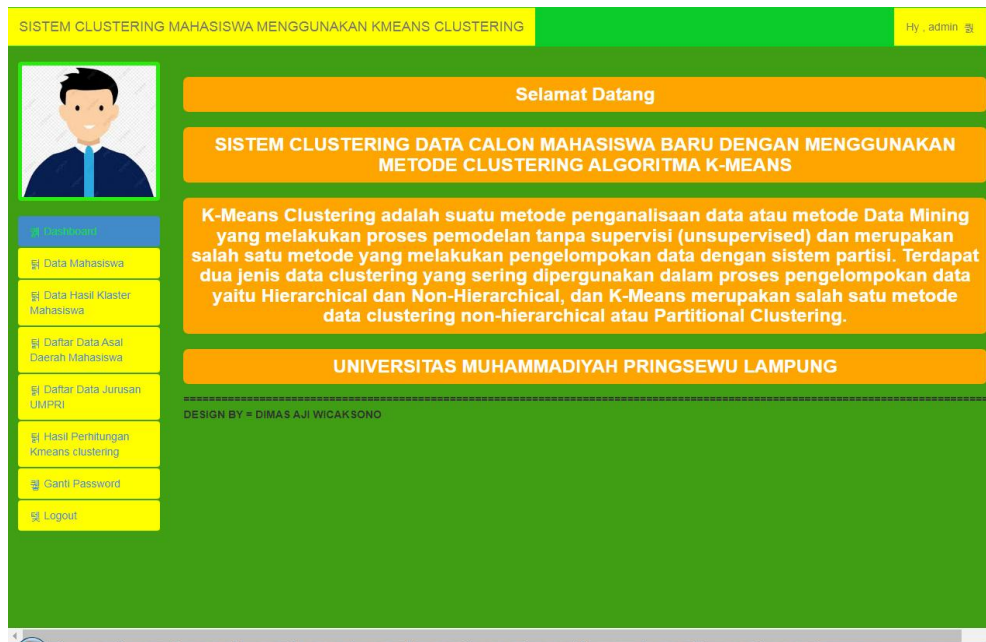 SISTEM CLUSTERING MAHASISWA MENGGUNAKAN KMEANS CLUSTERING
Hy , admin
Selamat Datang
SISTEM CLUSTERING DATA CALON MAHASISWA BARU DENGAN MENGGUNAKAN
METODE CLUSTERING ALGORITMA K-MEANS
K-Means Clustering adalah suatu metode penganalisaan data atau metode Data Mining
yang melakukan proses pemodelan tanpa supervisi (unsupervised) dan merupakan
salah satu metode yang melakukan pengelompokan data dengan sistem partisi. Terdapat
dua jenis data clustering yang sering dipergunakan dalam proses pengelompokan data
yaitu Hierarchical dan Non-Hierarchical, dan K-Means merupakan salah satu metode
data clustering non-hierarchical atau Partitional Clustering.
UNIVERSITAS MUHAMMADIYAH PRINGSEWU LAMPUNG
DESIGN BY = DIMAS AJI WICAKSONO
Dashboard
Data Mahasiswa
Data Hasil Klaster
Mahasiswa
Daftar Data Asal
Daerah Mahasiswa
Daftar Data Jurusan
UMPRI
Hasil Perhitungan
Kmeans clustering
Ganti Password
Logout